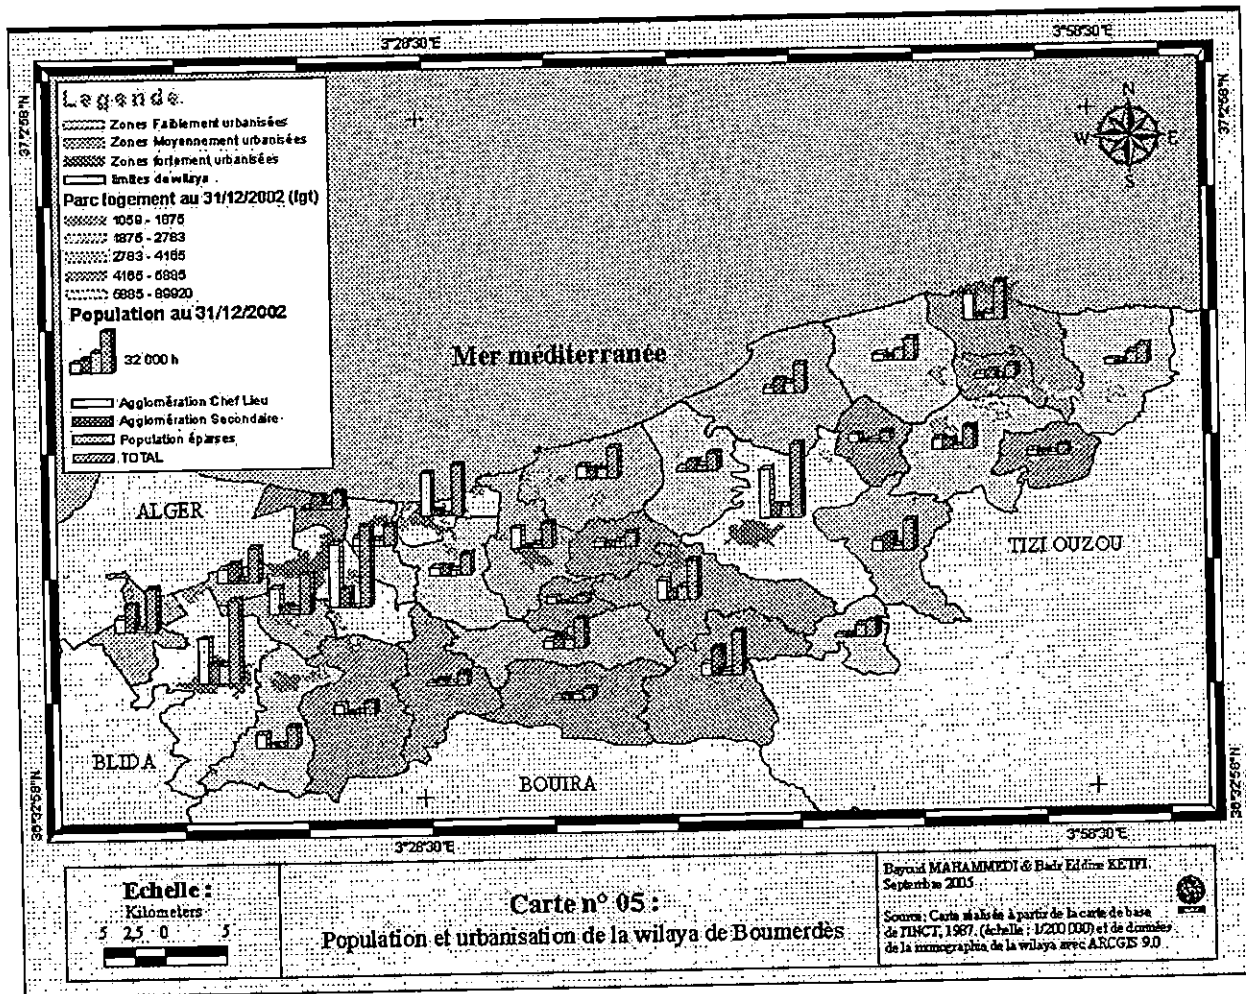 3°28'30"E
3°58'30"E
37°2'58"N
37°2'58"N
Legende
Zones Faiblement urbanisées
Zones Moyennement urbanisées
Zones fortement urbanisées
limites de wilaya
Parc logement au 31/12/2002 (lgt)
1059 - 1875
1875 - 2783
2783 - 4165
4165 - 5885
5885 - 89920
Population au 31/12/2002
32 000 h
Agglomération Chef Lieu
Agglomération Secondaire
Population éparses
TOTAL
N
W
E
S
Mer méditerranée
ALGER
TIZI OUZOU
BLIDA
BOUIRA
36°32'58"N
36°32'58"N
3°28'30"E
3°58'30"E
Echelle :
Kilometers
5 2,5 0 5
Carte n° 05 :
Population et urbanisation de la wilaya de Boumerdès
MAHAMMEDI & Badr Eddine KETFI
Septembre 2005
Source: Carte réalisée à partir de la carte de base
de l'INCT, 1987. (échelle : 1/200 000) et de données
de la monographie de la wilaya avec ARCGIS 9.0